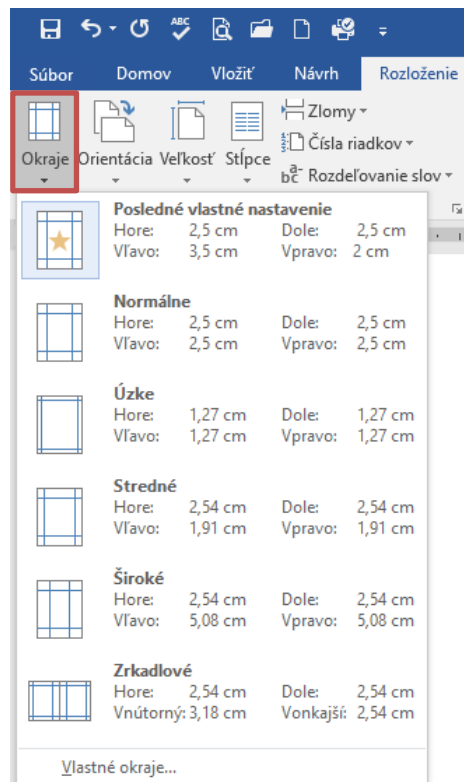 ABC
Súbor Domov Vložiť Návrh Rozloženie
Okraje Orientácia Veľkosť Stĺpce
Zlomy
Čísla riadkov
Rozdeľovanie slov
Posledné vlastné nastavenie
Hore: 2,5 cm Dole: 2,5 cm
Vľavo: 3,5 cm Vpravo: 2 cm
Normálne
Hore: 2,5 cm Dole: 2,5 cm
Vľavo: 2,5 cm Vpravo: 2,5 cm
Úzke
Hore: 1,27 cm Dole: 1,27 cm
Vľavo: 1,27 cm Vpravo: 1,27 cm
Stredné
Hore: 2,54 cm Dole: 2,54 cm
Vľavo: 1,91 cm Vpravo: 1,91 cm
Široké
Hore: 2,54 cm Dole: 2,54 cm
Vľavo: 5,08 cm Vpravo: 5,08 cm
Zrkadlové
Hore: 2,54 cm Dole: 2,54 cm
Vnútorný: 3,18 cm Vonkajší: 2,54 cm
Vlastné okraje...